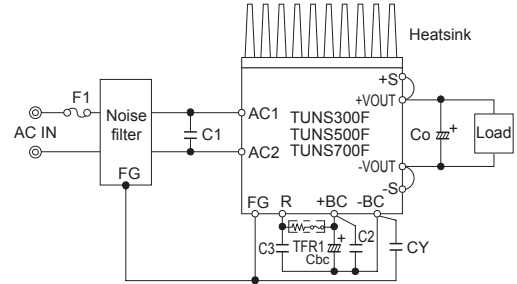 Heatsink
+S
F1
+VOUT
AC1
Noise
filter
TUNS300F
TUNS500F
TUNS700F
C1
Co
+
Load
AC IN
AC2
-VOUT
FG
-S
FG
R
+BC
-BC
C3
TFR1
+
C2
CY
Cbc